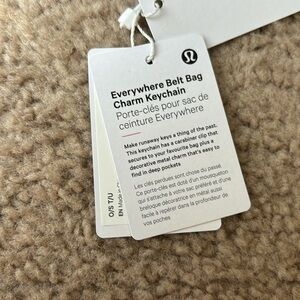 Everywhere Belt Bag
Charm Keychain
Porte-clés pour sac de
ceinture Everywhere
Make runaway keys a thing of the past.
This keychain has a carabiner clip that
secures to your favourite bag plus a
decorative metal charm that's easy to
find in deep pockets
Les clés perdues sont chose du passé.
Ce porte-clés est doté d'un mousqueton
qui s'attache à votre sac préféré et d'une
breloque décorative en métal aussi
facile à repérer dans la profondeur de
vos poches
O/S T/U
EN Made in